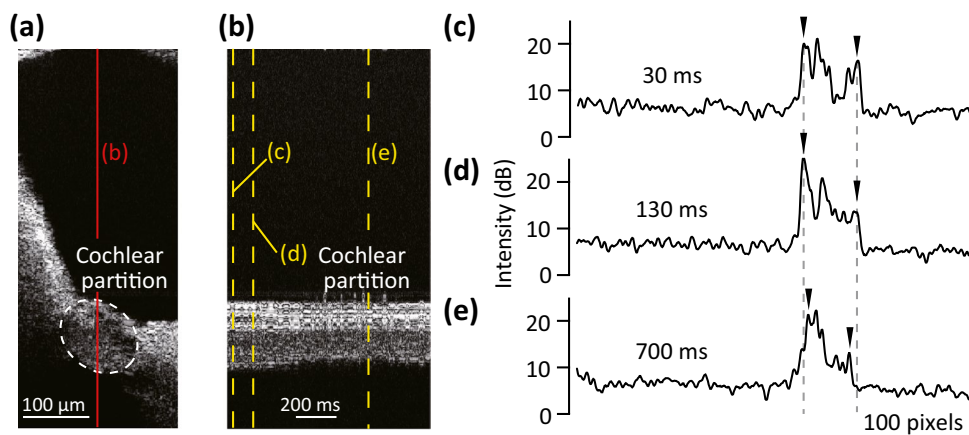 (a)
(b)
Cochlear
partition
100 μm
(b)
(c)
(d)
(e)
Cochlear
partition
200 ms
Intensity (dB)
(c)
20
10
0
30 ms
(d)
20
10
0
130 ms
(e)
20
10
0
700 ms
100 pixels